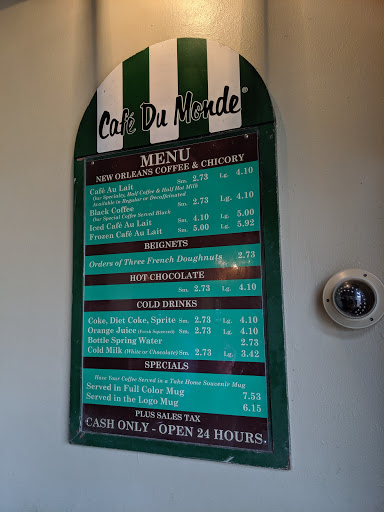 Café Du Monde®
MENU
NEW ORLEANS COFFEE & CHICORY
Café Au Lait Sm. 2.73 Lg. 4.10
Our Specialty, Half Coffee & Half Hot Milk
Available in Regular or Decaffeinated
Black Coffee Sm. 2.73 Lg. 4.10
Our Special Coffee Served Black
Iced Café Au Lait Sm. 4.10 Lg. 5.00
Frozen Café Au Lait Sm. 5.00 Lg. 5.92
BEIGNETS
Orders of Three French Doughnuts 2.73
HOT CHOCOLATE
Sm. 2.73 Lg. 4.10
COLD DRINKS
Coke, Diet Coke, Sprite Sm. 2.73 Lg. 4.10
Orange Juice (Fresh Squeezed) Sm. 2.73 Lg. 4.10
Bottle Spring Water 2.73
Cold Milk (White or Chocolate) Sm. 2.73 Lg. 3.42
SPECIALS
Have Your Coffee Served in a Take Home Souvenir Mug
Served in Full Color Mug 7.53
Served in the Logo Mug 6.15
PLUS SALES TAX
CASH ONLY - OPEN 24 HOURS.